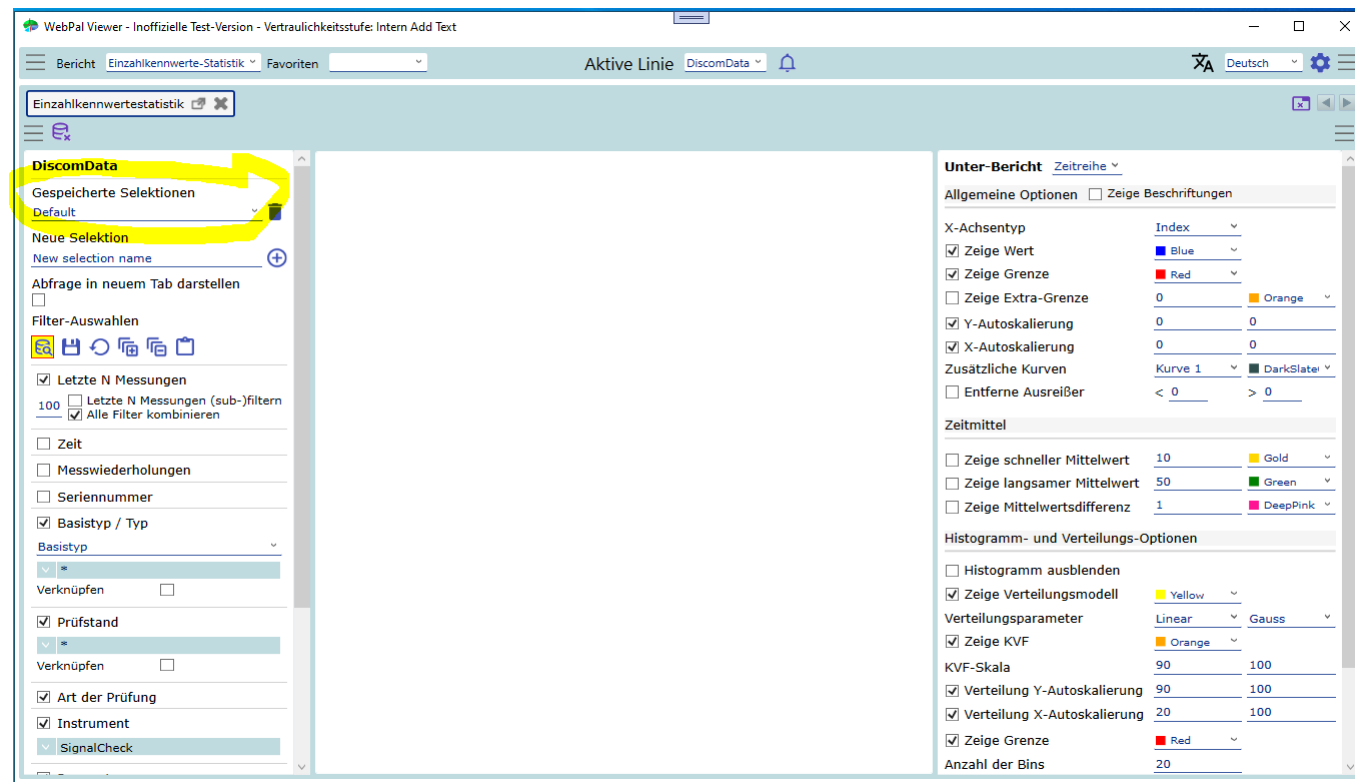 WebPal Viewer - Inoffizielle Test-Version - Vertraulichkeitsstufe: Intern Add Text
Bericht Einzahlkennwerte-Statistik Favoriten Aktive Linie DiscomData Deutsch
Einzahlkennwertestatistik
DiscomData
Gespeicherte Selektionen
Default
Neue Selektion
New selection name
Abfrage in neuem Tab darstellen
Filter-Auswahlen
Letzte N Messungen
100 Letzte N Messungen (sub-)filtern
Alle Filter kombinieren
Zeit
Messwiederholungen
Seriennummer
Basistyp / Typ
Basistyp
*
Verknüpfen
Prüfstand
*
Verknüpfen
Art der Prüfung
Instrument
SignalCheck
Unter-Bericht Zeitreihe
Allgemeine Optionen Zeige Beschriftungen
X-Achsentyp Index
Zeige Wert Blue
Zeige Grenze Red
Zeige Extra-Grenze 0 Orange
Y-Autoskalierung 0 0
X-Autoskalierung 0 0
Zusätzliche Kurven Kurve 1 DarkSlate
Entferne Ausreißer < 0 > 0
Zeitmittel
Zeige schneller Mittelwert 10 Gold
Zeige langsamer Mittelwert 50 Green
Zeige Mittelwertsdifferenz 1 DeepPink
Histogramm- und Verteilungs-Optionen
Histogramm ausblenden
Zeige Verteilungsmodell Yellow
Verteilungsparameter Linear Gauss
Zeige KVF Orange
KVF-Skala 90 100
Verteilung Y-Autoskalierung 90 100
Verteilung X-Autoskalierung 20 100
Zeige Grenze Red
Anzahl der Bins 20